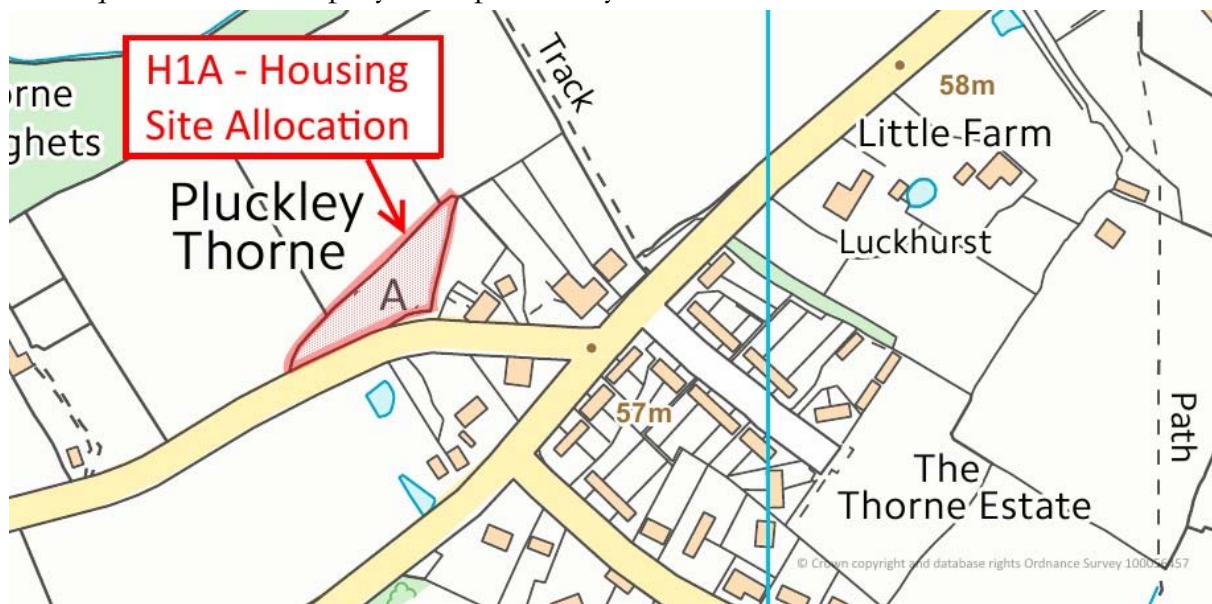 H1A - Housing
Site Allocation
Track
58m
Little Farm
orne
ghets
Pluckley
Thorne
Luckhurst
A
57m
Path
The
Thorne Estate
© Crown copyright and database rights Ordnance Survey